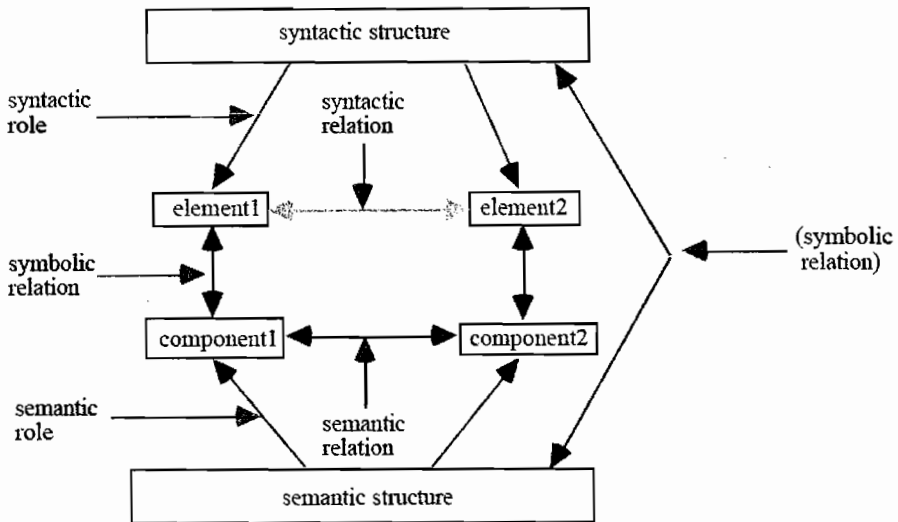 syntactic structure
syntactic
role
syntactic
relation
element1
element2
symbolic
relation
(symbolic
relation)
component1
component2
semantic
role
semantic
relation
semantic structure